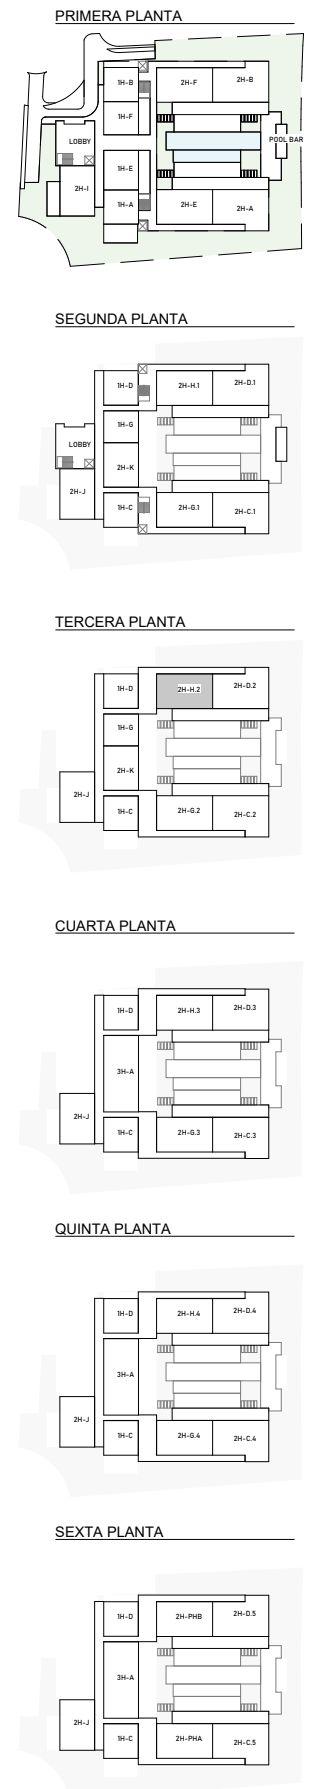 PRIMERA PLANTA
1H-B
2H-F
2H-B
1H-F
LOBBY
POOL BAR
1H-E
2H-I
1H-A
2H-E
2H-A
SEGUNDA PLANTA
1H-D
2H-H.1
2H-D.1
1H-G
LOBBY
2H-K
2H-J
1H-C
2H-G.1
2H-C.1
TERCERA PLANTA
1H-D
2H-H.2
2H-D.2
1H-G
2H-K
2H-J
1H-C
2H-G.2
2H-C.2
CUARTA PLANTA
1H-D
2H-H.3
2H-D.3
3H-A
2H-J
1H-C
2H-G.3
2H-C.3
QUINTA PLANTA
1H-D
2H-H.4
2H-D.4
3H-A
2H-J
1H-C
2H-G.4
2H-C.4
SEXTA PLANTA
1H-D
2H-PHB
2H-D.5
3H-A
2H-J
1H-C
2H-PHA
2H-C.5